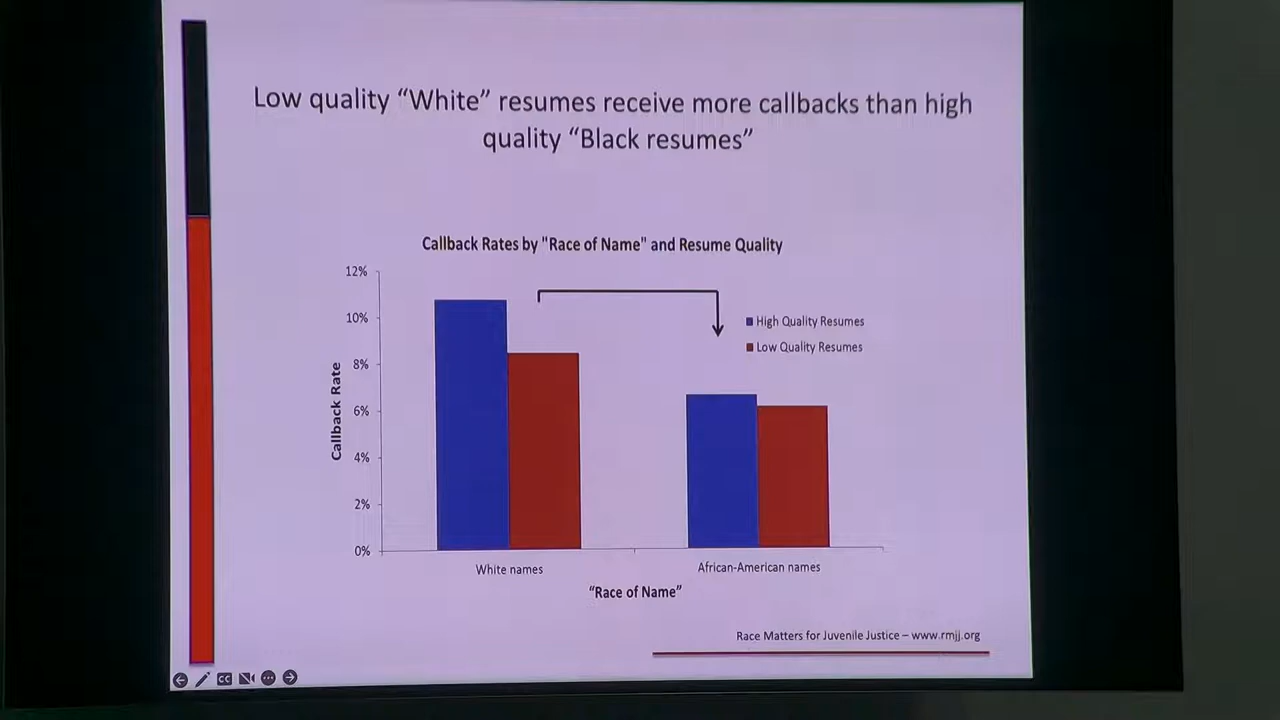 Low quality “White” resumes receive more callbacks than high
quality “Black resumes”
Callback Rates by "Race of Name" and Resume Quality
12%
10%
8%
6%
4%
2%
0%
Callback Rate
High Quality Resumes
Low Quality Resumes
White names
African-American names
“Race of Name”
Race Matters for Juvenile Justice – www.rmjj.org
CC